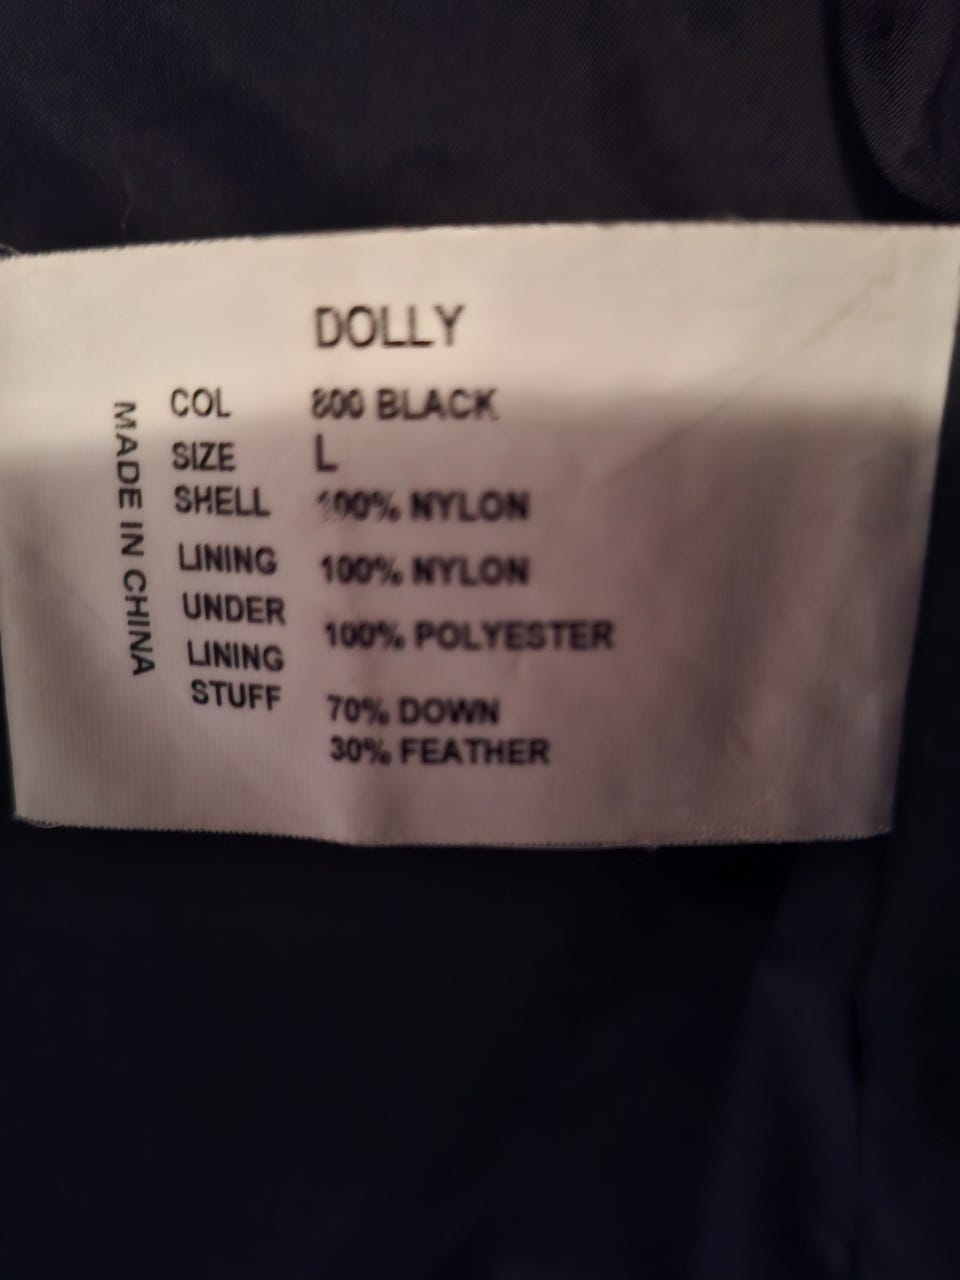 DOLLY
COL 800 BLACK
SIZE L
SHELL 100% NYLON
LINING 100% NYLON
UNDER
LINING 100% POLYESTER
STUFF 70% DOWN
30% FEATHER
MADE IN CHINA